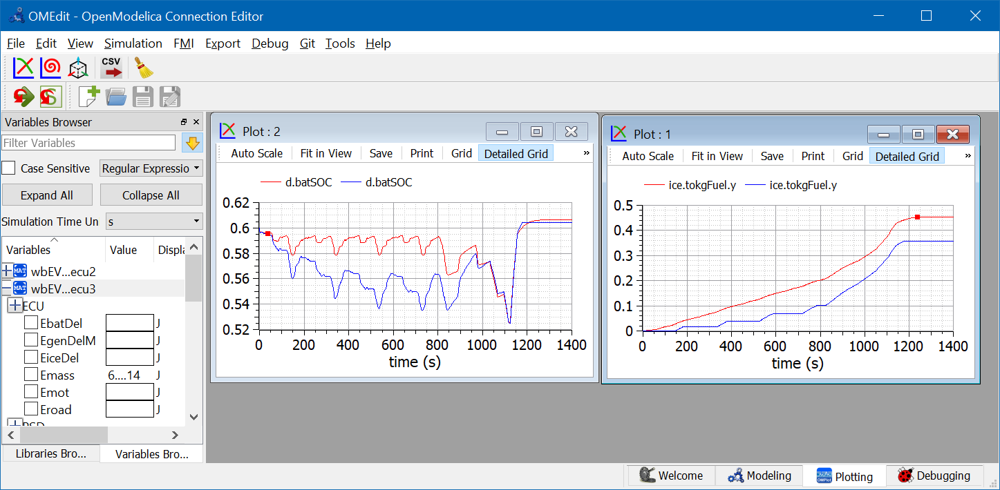 OMEdit - OpenModelica Connection Editor
File Edit View Simulation FMI Export Debug Git Tools Help
CSV
S
Variables Browser
Filter Variables
Case Sensitive Regular Expressio
Expand All Collapse All
Simulation Time Un s
Variables Value Displa
MAT wbEV...ecu2
MAT wbEV...ecu3
ECU
EbatDel J
EgenDelM J
EiceDel J
Emass 6....14 J
Emot J
Eroad J
PSD
Libraries Bro... Variables Bro...
Plot : 2
Auto Scale Fit in View Save Print Grid Detailed Grid »
d.batSOC d.batSOC
0.62
0.6
0.58
0.56
0.54
0.52
0 200 400 600 800 1000 1200 1400
time (s)
Plot : 1
Auto Scale Fit in View Save Print Grid Detailed Grid »
ice.tokgFuel.y ice.tokgFuel.y
0.5
0.4
0.3
0.2
0.1
0
0 200 400 600 800 1000 1200 1400
time (s)
Welcome Modeling OMPlot Plotting Debugging